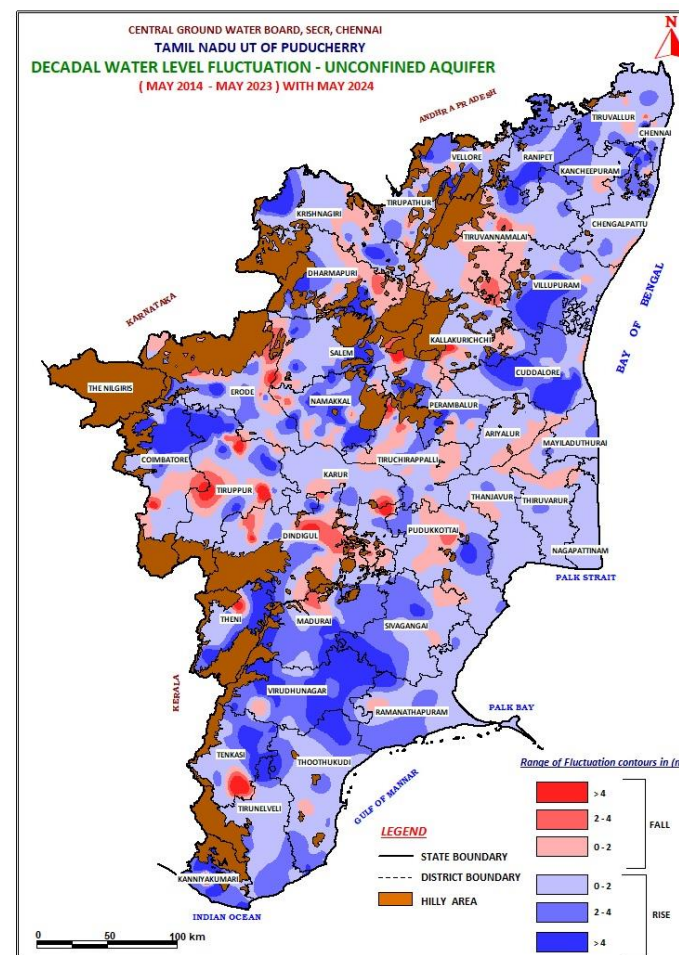 CENTRAL GROUND WATER BOARD, SECR, CHENNAI
TAMIL NADU UT OF PUDUCHERRY
DECADAL WATER LEVEL FLUCTUATION - UNCONFINED AQUIFER
( MAY 2014 - MAY 2023 ) WITH MAY 2024
N
ANDHRA PRADESH
TIRUVALLUR
CHENNAI
VELLORE
RANIPET
KANCHEEPURAM
TIRUPATHUR
KRISHNAGIRI
CHENGALPATTU
TIRUVANNAMALAI
DHARMAPURI
VILLUPURAM
KARNATAKA
BAY OF BENGAL
KALLAKURICHCHI
SALEM
THE NILGIRIS
CUDDALORE
ERODE
NAMAKKAL
PERAMBALUR
ARIYALUR
MAYILADUTHURAI
COIMBATORE
TIRUCHIRAPPALLI
KARUR
TIRUPPUR
THANJAVUR
THIRUVARUR
PUDUKKOTTAI
DINDIGUL
NAGAPATTINAM
PALK STRAIT
THENI
MADURAI
SIVAGANGAI
KERALA
VIRUDHUNAGAR
RAMANATHAPURAM
PALK BAY
TENKASI
THOOTHUKUDI
GULF OF MANNAR
TIRUNELVELI
KANNIYAKUMARI
INDIAN OCEAN
0 50 100 km
LEGEND
STATE BOUNDARY
DISTRICT BOUNDARY
HILLY AREA
Range of Fluctuation contours in (m
>4
2 - 4
0 - 2
FALL
0 - 2
2 - 4
>4
RISE